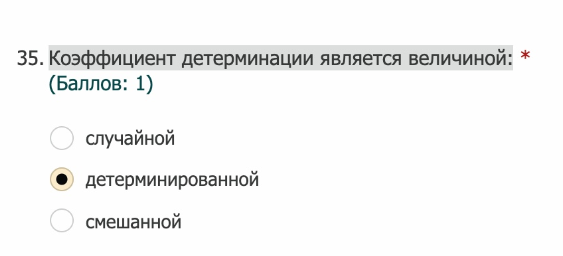 35. Коэффициент детерминации является величиной: *
(Баллов: 1)
случайной
детерминированной
смешанной